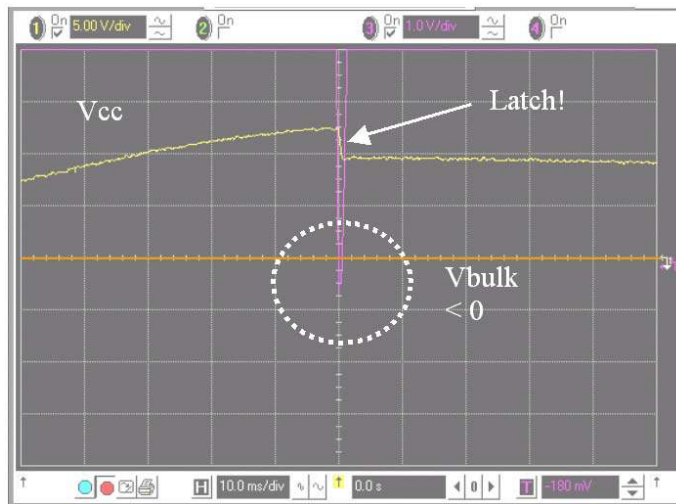 1 On 5.00 V/div 2 On 3 On 1.0 V/div 4 On
Vcc
Latch!
Vbulk
< 0
H 10.0 ms/div 0.0 s 0 T -180 mV